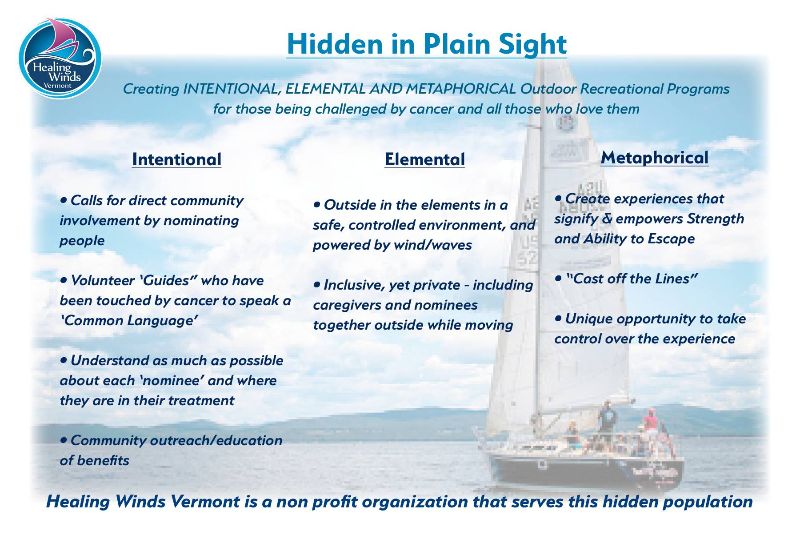 Healing
Winds
Vermont
Hidden in Plain Sight
Creating INTENTIONAL, ELEMENTAL AND METAPHORICAL Outdoor Recreational Programs
for those being challenged by cancer and all those who love them
Intentional
• Calls for direct community
involvement by nominating
people
• Volunteer ‘Guides” who have
been touched by cancer to speak a
‘Common Language’
• Understand as much as possible
about each ‘nominee’ and where
they are in their treatment
• Community outreach/education
of benefits
Elemental
• Outside in the elements in a
safe, controlled environment, and
powered by wind/waves
• Inclusive, yet private - including
caregivers and nominees
together outside while moving
Metaphorical
• Create experiences that
signify & empowers Strength
and Ability to Escape
• “Cast off the Lines”
• Unique opportunity to take
control over the experience
Healing Winds Vermont is a non profit organization that serves this hidden population